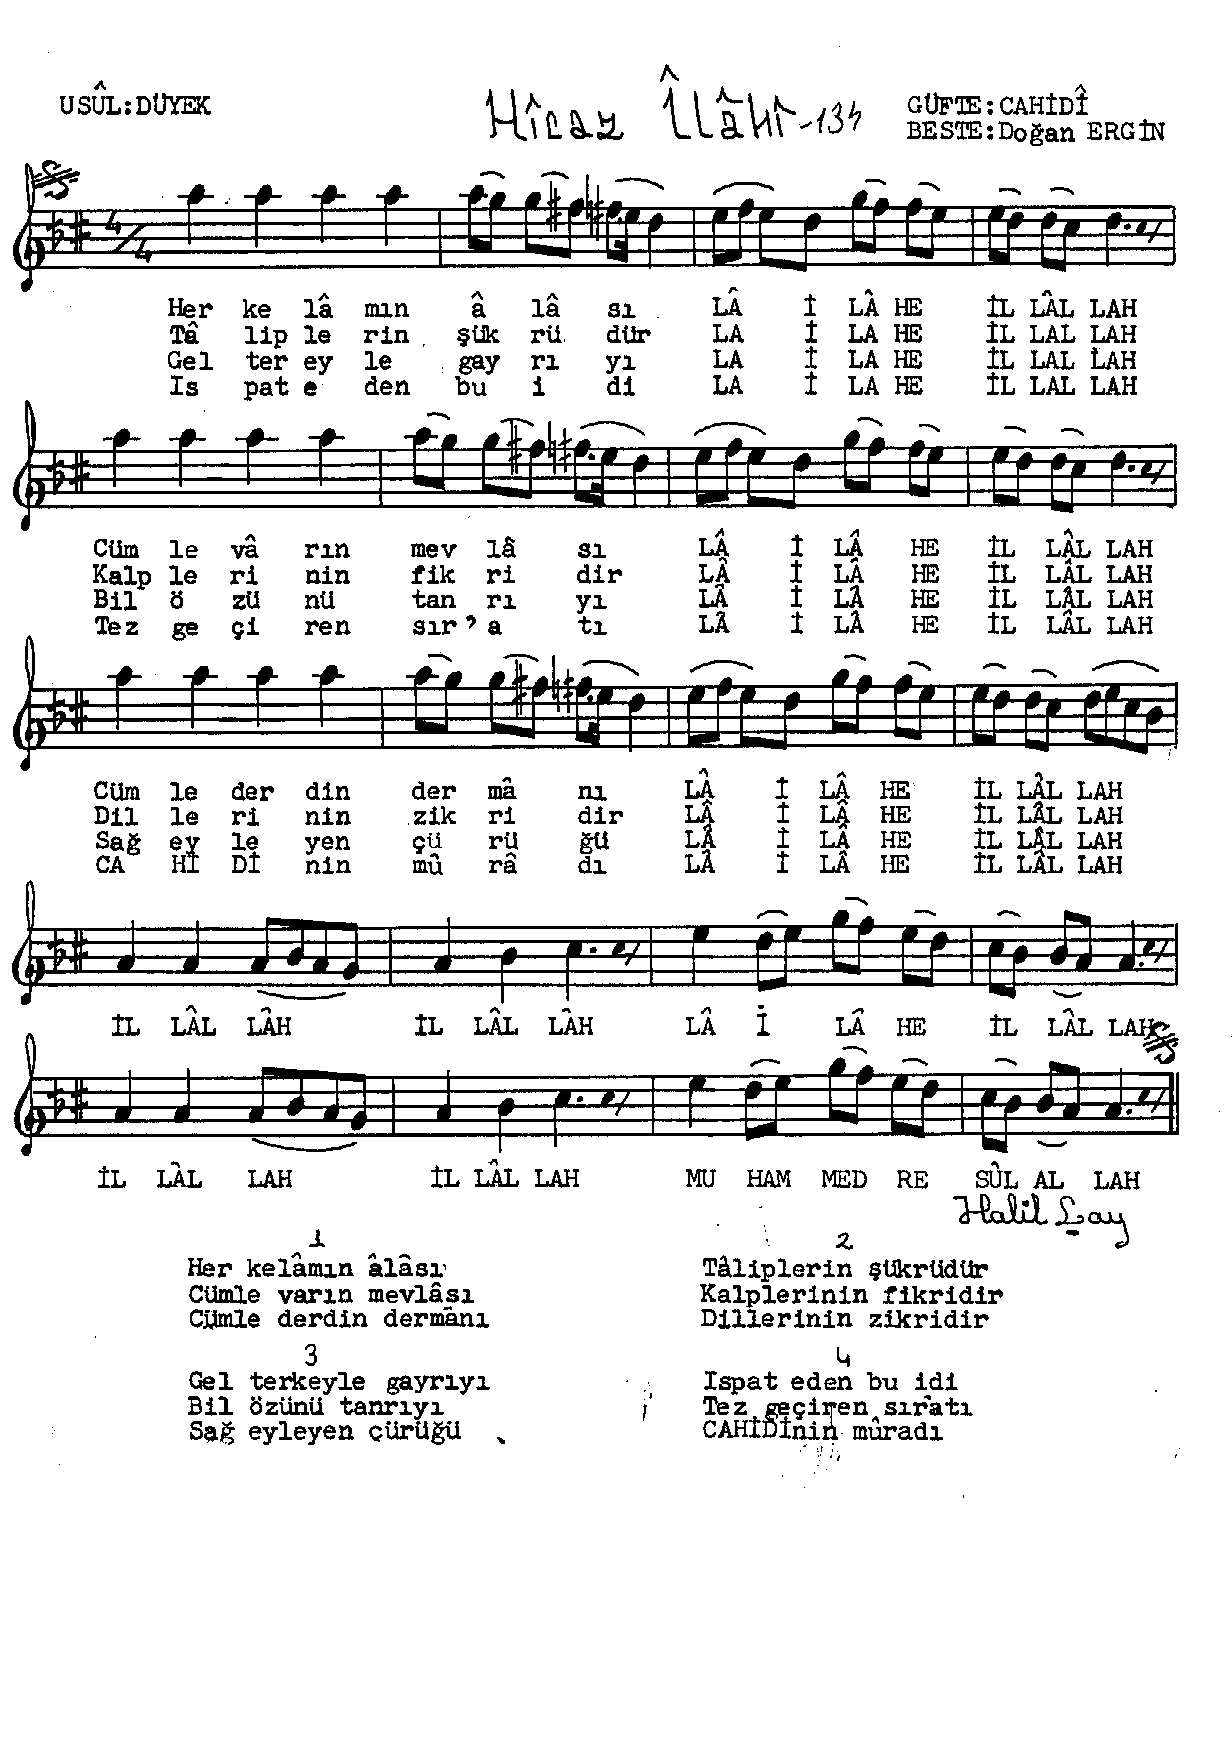 USÛL:DÜYEK
Hicaz İlâhi-134
GÜFTE:CAHİDÎ
BESTE:Doğan ERGİN
4/4
Her ke lâ mın â lâ sı LÂ İ LÂ HE İL LÂL LAH
Tâ lip le rin şük rü dür LA İ LA HE İL LAL LAH
Gel ter ey le gay rı yı LA İ LA HE İL LAL LAH
Is pat e den bu i di LA İ LA HE İL LAL LAH
Cüm le vâ rın mev lâ sı LÂ İ LÂ HE İL LÂL LAH
Kalp le ri nin fik ri dir LÂ İ LÂ HE İL LÂL LAH
Bil ö zü nü tan rı yı LÂ İ LÂ HE İL LÂL LAH
Tez ge çi ren sır'a tı LÂ İ LÂ HE İL LÂL LAH
Cüm le der din der mâ nı LÂ İ LÂ HE İL LÂL LAH
Dil le ri nin zik ri dir LÂ İ LÂ HE İL LÂL LAH
Sağ ey le yen çü rü ğü LÂ İ LÂ HE İL LÂL LAH
CA Hİ Dİ nin mû râ dı LÂ İ LÂ HE İL LÂL LAH
İL LÂL LÂH İL LÂL LÂH LÂ İ LÂ HE İL LÂL LAH
İL LÂL LAH İL LÂL LAH MU HAM MED RE SÛL AL LAH
1
Her kelâmın âlâsı
Cümle varın mevlâsı
Cümle derdin dermânı
2
Tâliplerin şükrüdür
Kalplerinin fikridir
Dillerinin zikridir
3
Gel terkeyle gayrıyı
Bil özünü tanrıyı
Sağ eyleyen çürüğü
4
Ispat eden bu idi
Tez geçiren sır'atı
CAHİDİnin mûradı